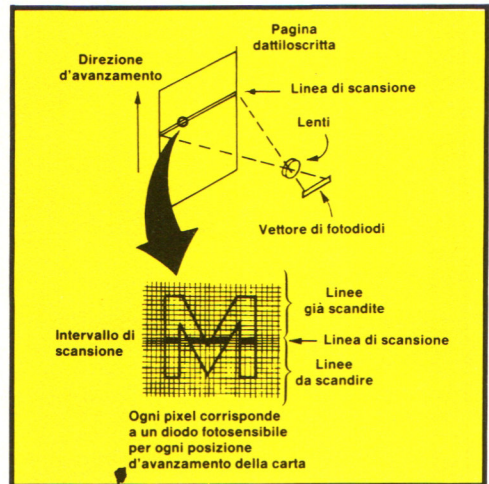 Pagina
dattiloscritta
Direzione
d'avanzamento
Linea di scansione
Lenti
Vettore di fotodiodi
M
Linee
già scandite
Intervallo di
scansione
Linea di scansione
Linee
da scandire
Ogni pixel corrisponde
a un diodo fotosensibile
per ogni posizione
d'avanzamento della carta